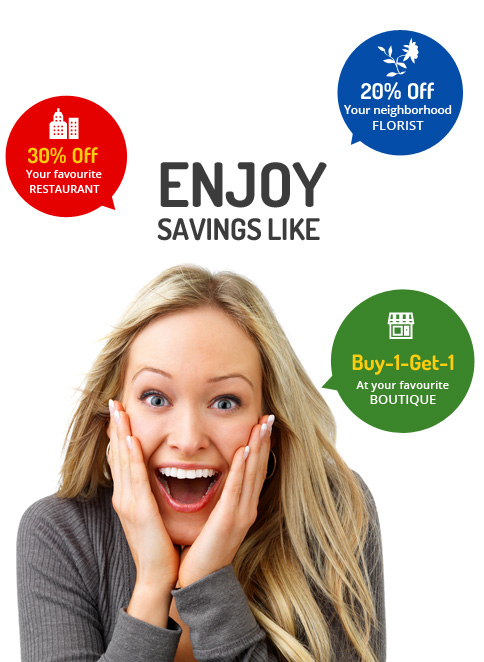 20% Off
Your neighborhood
FLORIST
30% Off
Your favourite
RESTAURANT
ENJOY
SAVINGS LIKE
Buy-1-Get-1
At your favourite
BOUTIQUE